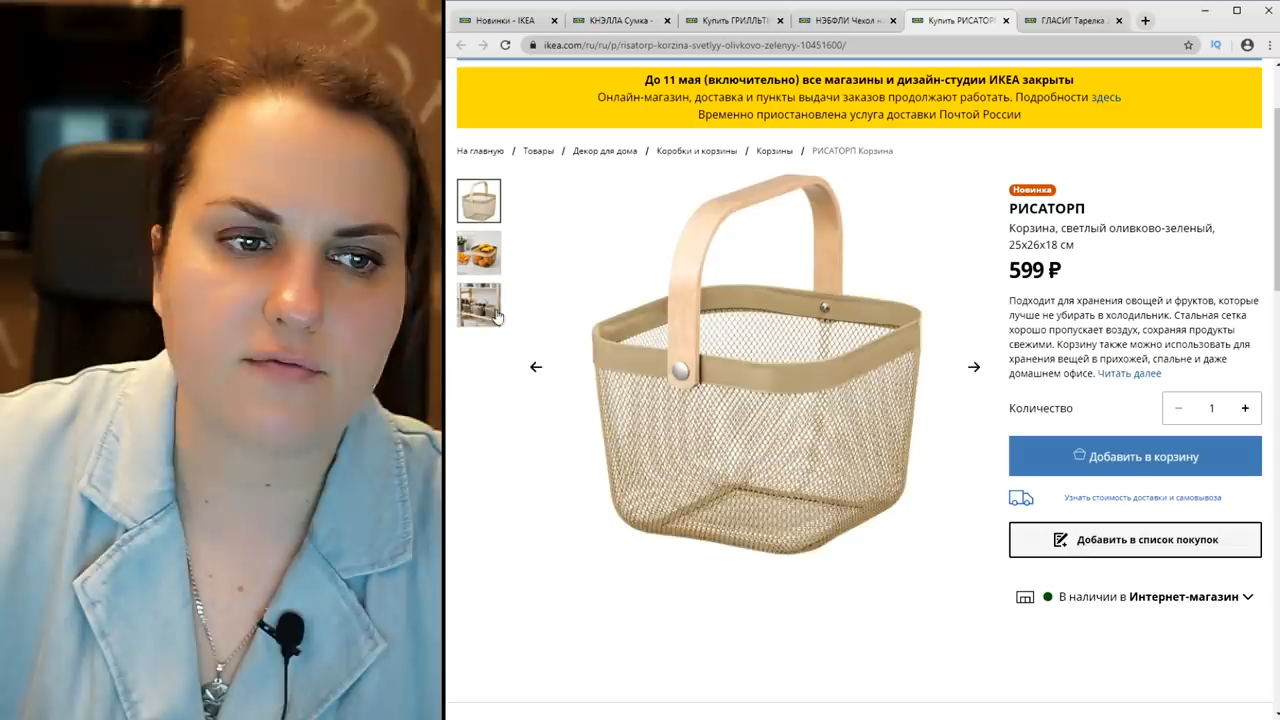 Новинки - IKEA
КНЭЛЛА Сумка -
Купить ГРИЛЛЬТ
НЭБФЛИ Чехол н
Купить РИСАТОРП
ГЛАСИГ Тарелка
ikea.com/ru/ru/p/risatorp-korzina-svetlyy-olivkovo-zelenyy-10451600/
IQ
До 11 мая (включительно) все магазины и дизайн-студии ИКЕА закрыты
Онлайн-магазин, доставка и пункты выдачи заказов продолжают работать. Подробности здесь
Временно приостановлена услуга доставки Почтой России
На главную / Товары / Декор для дома / Коробки и корзины / Корзины / РИСАТОРП Корзина
Новинка
РИСАТОРП
Корзина, светлый оливково-зеленый,
25x26x18 см
599 ₽
Подходит для хранения овощей и фруктов, которые
лучше не убирать в холодильник. Стальная сетка
хорошо пропускает воздух, сохраняя продукты
свежими. Корзину также можно использовать для
хранения вещей в прихожей, спальне и даже
домашнем офисе. Читать далее
Количество
− 1 +
Добавить в корзину
Узнать стоимость доставки и самовывоза
Добавить в список покупок
В наличии в Интернет-магазин